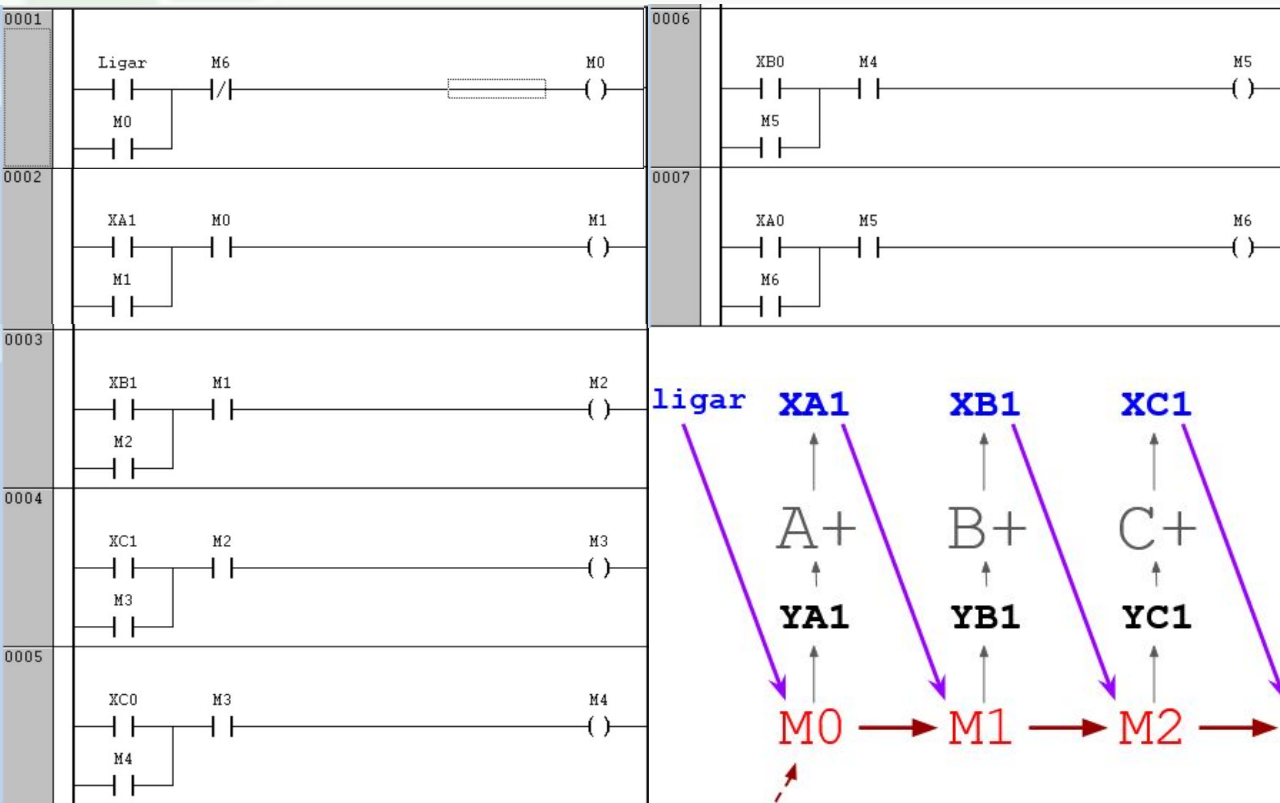 0001
Ligar M6 M0
M0
0002
XA1 M0 M1
M1
0003
XB1 M1 M2
M2
0004
XC1 M2 M3
M3
0005
XC0 M3 M4
M4
0006
XB0 M4 M5
M5
0007
XA0 M5 M6
M6
ligar XA1 XB1 XC1
A+ B+ C+
YA1 YB1 YC1
M0 M1 M2